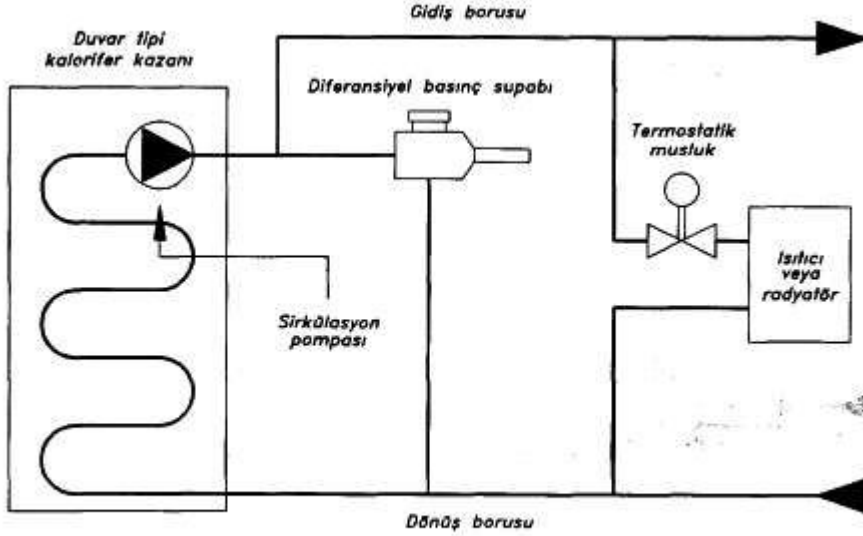 Gidiş borusu
Duvar tipi
kalorifer kazanı
Diferansiyel basınç supabı
Termostatik
musluk
Isıtıcı
veya
radyatör
Sirkülasyon
pompası
Dönüş borusu